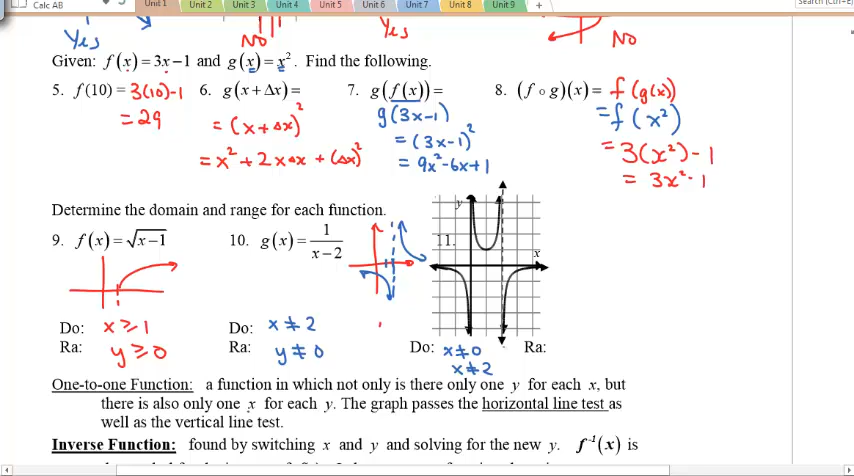 Calc AB
Unit 1 Unit 2 Unit 3 Unit 4 Unit 5 Unit 6 Unit 7 Unit 8 Unit 9 +
Search (Ctrl+E)
Yes No Yes No
Given: f(x) = 3x − 1 and g(x) = x². Find the following.
5. f(10) = 3(10)-1
= 29
6. g(x + Δx) =
= (x + Δx)²
= x² + 2xΔx + (Δx)²
7. g(f(x)) =
g(3x-1)
= (3x-1)²
= 9x² - 6x + 1
8. (f ∘ g)(x) = f(g(x))
= f(x²)
= 3(x²) - 1
= 3x² - 1
Determine the domain and range for each function.
9. f(x) = √(x − 1)
Do: x ≥ 1
Ra: y ≥ 0
10. g(x) = 1/(x − 2)
Do: x ≠ 2
Ra: y ≠ 0
11.
y
x
Do: x ≠ 0
x ≠ 2
Ra:
One-to-one Function: a function in which not only is there only one y for each x, but
there is also only one x for each y. The graph passes the horizontal line test as
well as the vertical line test.
Inverse Function: found by switching x and y and solving for the new y. f⁻¹(x) is